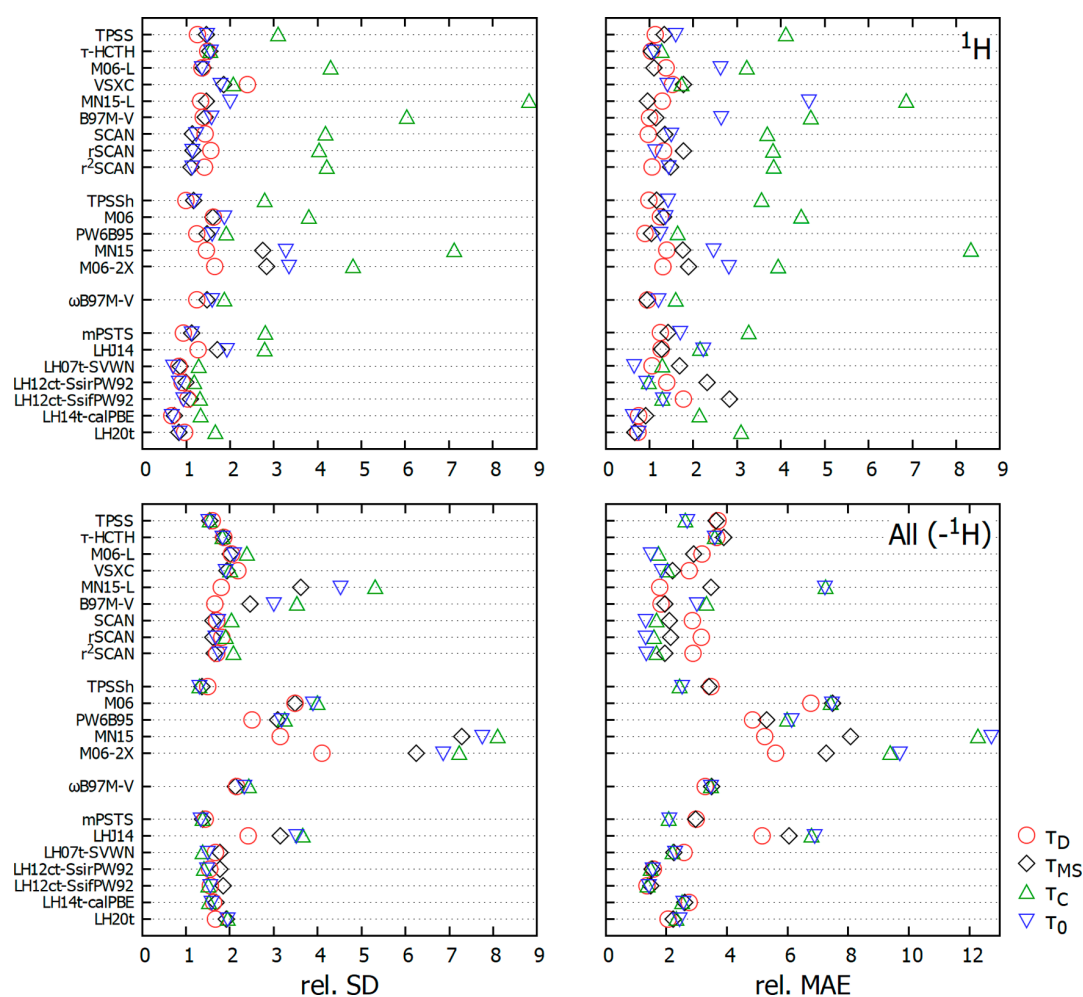 ¹H
TPSS
τ-HCTH
M06-L
VSXC
MN15-L
B97M-V
SCAN
rSCAN
r²SCAN
TPSSh
M06
PW6B95
MN15
M06-2X
ωB97M-V
mPSTS
LHJ14
LH07t-SVWN
LH12ct-SsirPW92
LH12ct-SsifPW92
LH14t-calPBE
LH20t
0 1 2 3 4 5 6 7 8 9
0 1 2 3 4 5 6 7 8 9
All (-¹H)
TPSS
τ-HCTH
M06-L
VSXC
MN15-L
B97M-V
SCAN
rSCAN
r²SCAN
TPSSh
M06
PW6B95
MN15
M06-2X
ωB97M-V
mPSTS
LHJ14
LH07t-SVWN
LH12ct-SsirPW92
LH12ct-SsifPW92
LH14t-calPBE
LH20t
0 1 2 3 4 5 6 7 8 9
0 2 4 6 8 10 12
rel. SD
rel. MAE
τ_D
τ_MS
τ_C
τ_0